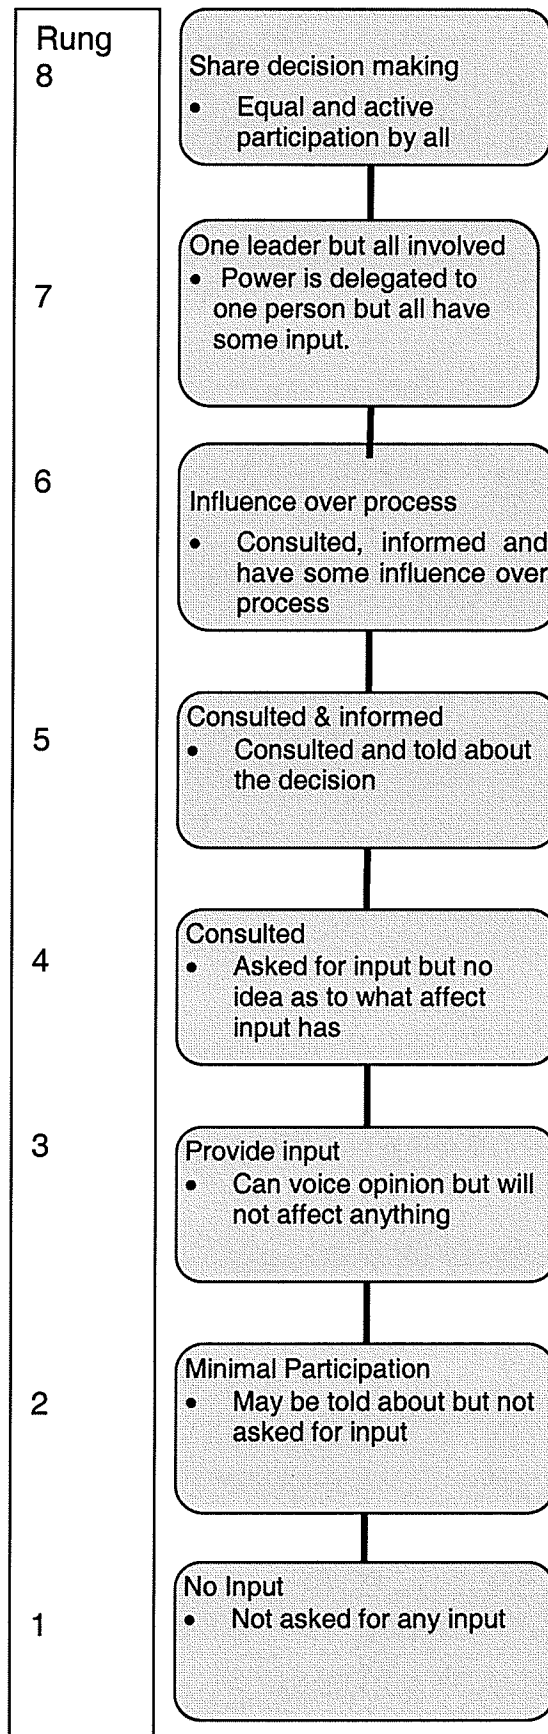 Rung
8
Share decision making
• Equal and active
participation by all
7
One leader but all involved
• Power is delegated to
one person but all have
some input.
6
Influence over process
• Consulted, informed and
have some influence over
process
5
Consulted & informed
• Consulted and told about
the decision
4
Consulted
• Asked for input but no
idea as to what affect
input has
3
Provide input
• Can voice opinion but will
not affect anything
2
Minimal Participation
• May be told about but not
asked for input
1
No Input
• Not asked for any input